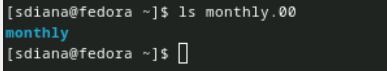 [sdiana@fedora ~]$ ls monthly.00
monthly
[sdiana@fedora ~]$